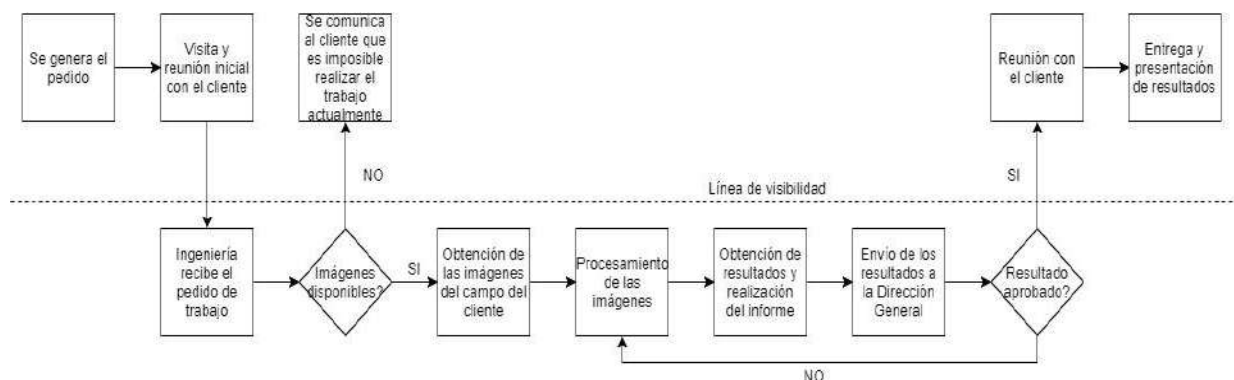 Se genera el
pedido
Visita y
reunión inicial
con el cliente
Se comunica
al cliente que
es imposible
realizar el
trabajo
actualmente
Reunión con
el cliente
Entrega y
presentación
de resultados
NO
SI
Línea de visibilidad
Ingeniería
recibe el
pedido de
trabajo
Imágenes
disponibles?
SI
Obtención de
las imágenes
del campo del
cliente
Procesamiento
de las
imágenes
Obtención de
resultados y
realización
del informe
Envío de los
resultados a
la Dirección
General
Resultado
aprobado?
NO